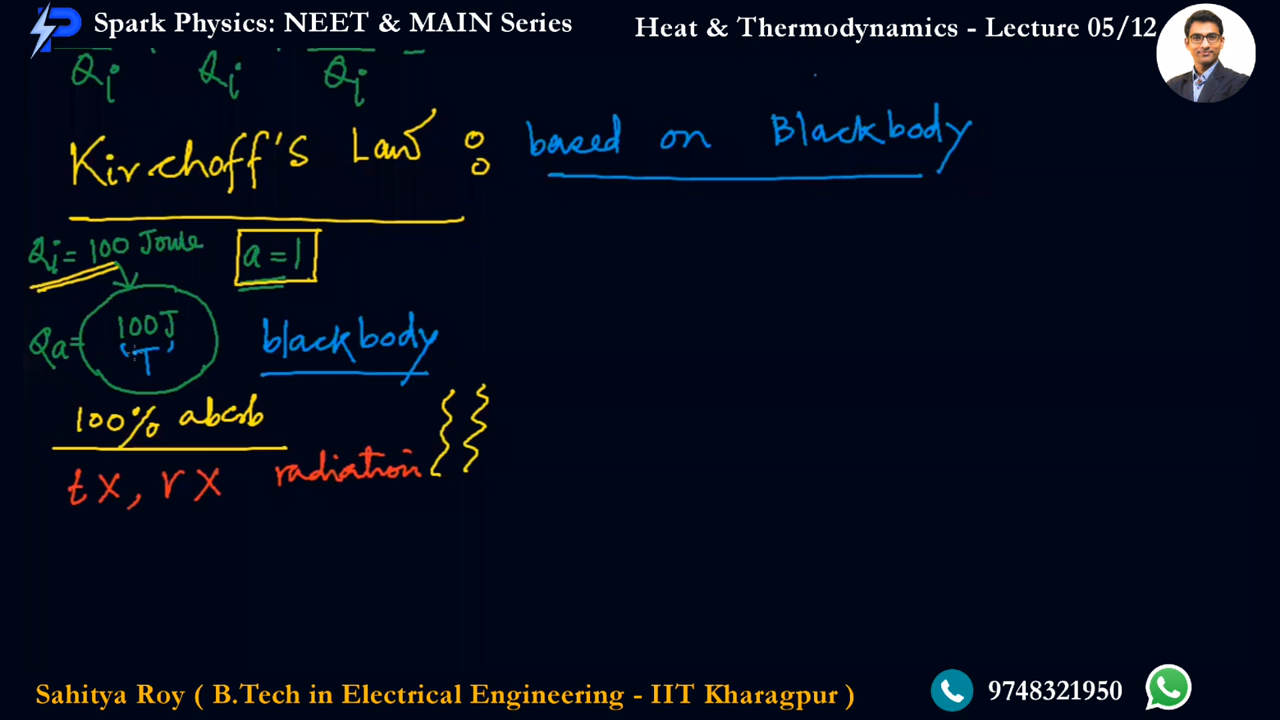 Spark Physics: NEET & MAIN Series
Heat & Thermodynamics - Lecture 05/12
Qi Qi Qi
Kirchoff's Law : based on Blackbody
Qi = 100 Joule a = 1
Qa = 100J
'T' blackbody
100% absorb
t X, r X radiation
Sahitya Roy ( B.Tech in Electrical Engineering - IIT Kharagpur )
9748321950